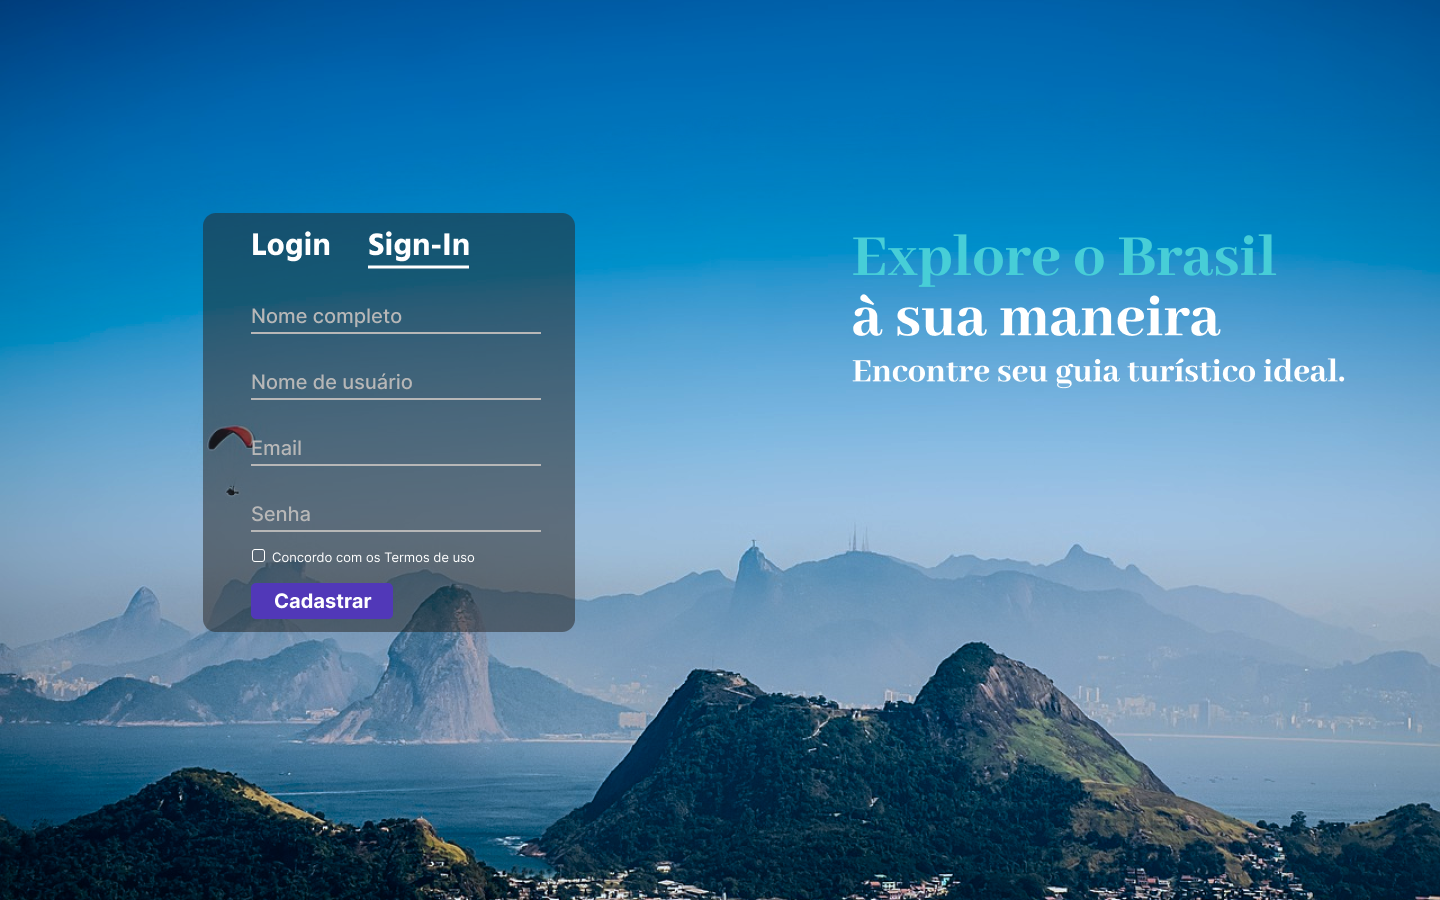 Login Sign-In
Nome completo
Nome de usuário
Email
Senha
Concordo com os Termos de uso
Cadastrar
Explore o Brasil
à sua maneira
Encontre seu guia turístico ideal.